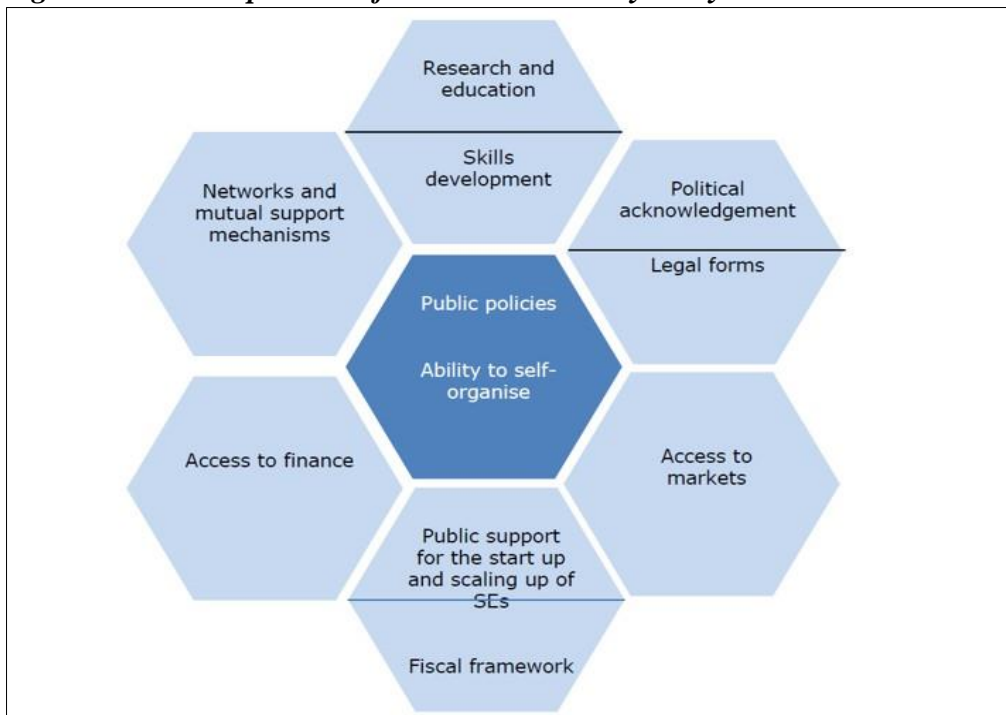 Research and
education
Skills
development
Networks and
mutual support
mechanisms
Political
acknowledgement
Legal forms
Public policies
Ability to self-
organise
Access to finance
Access to
markets
Public support
for the start up
and scaling up of
SEs
Fiscal framework